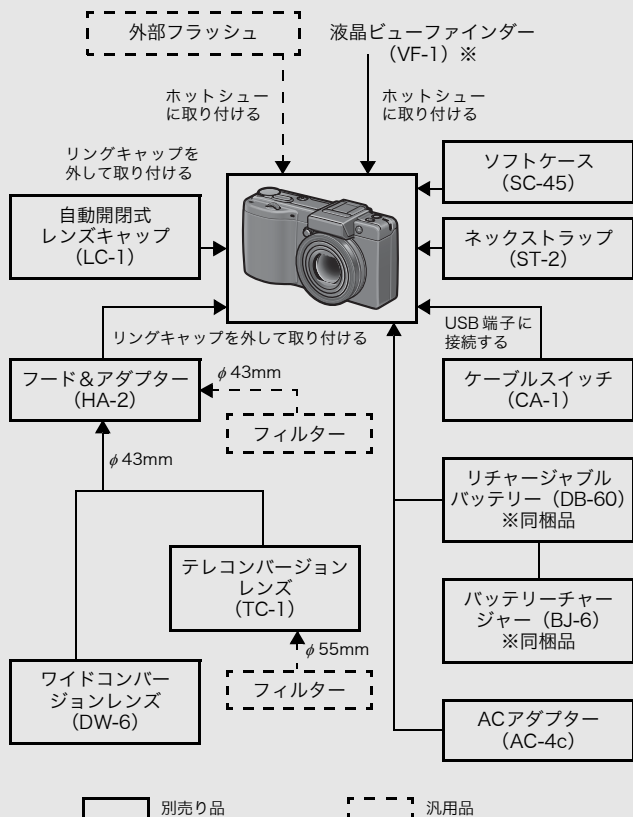 外部フラッシュ
液晶ビューファインダー
（VF-1）※
ホットシュー
に取り付ける
ホットシュー
に取り付ける
リングキャップを
外して取り付ける
ソフトケース
（SC-45）
自動開閉式
レンズキャップ
（LC-1）
ネックストラップ
（ST-2）
リングキャップを外して取り付ける
USB 端子に
接続する
フード＆アダプター
（HA-2）
φ 43mm
フィルター
ケーブルスイッチ
（CA-1）
φ 43mm
リチャージャブル
バッテリー（DB-60）
※同梱品
テレコンバージョン
レンズ
（TC-1）
バッテリーチャー
ジャー（BJ-6）
※同梱品
φ 55mm
フィルター
ワイドコンバー
ジョンレンズ
（DW-6）
ACアダプター
（AC-4c）
別売り品
汎用品